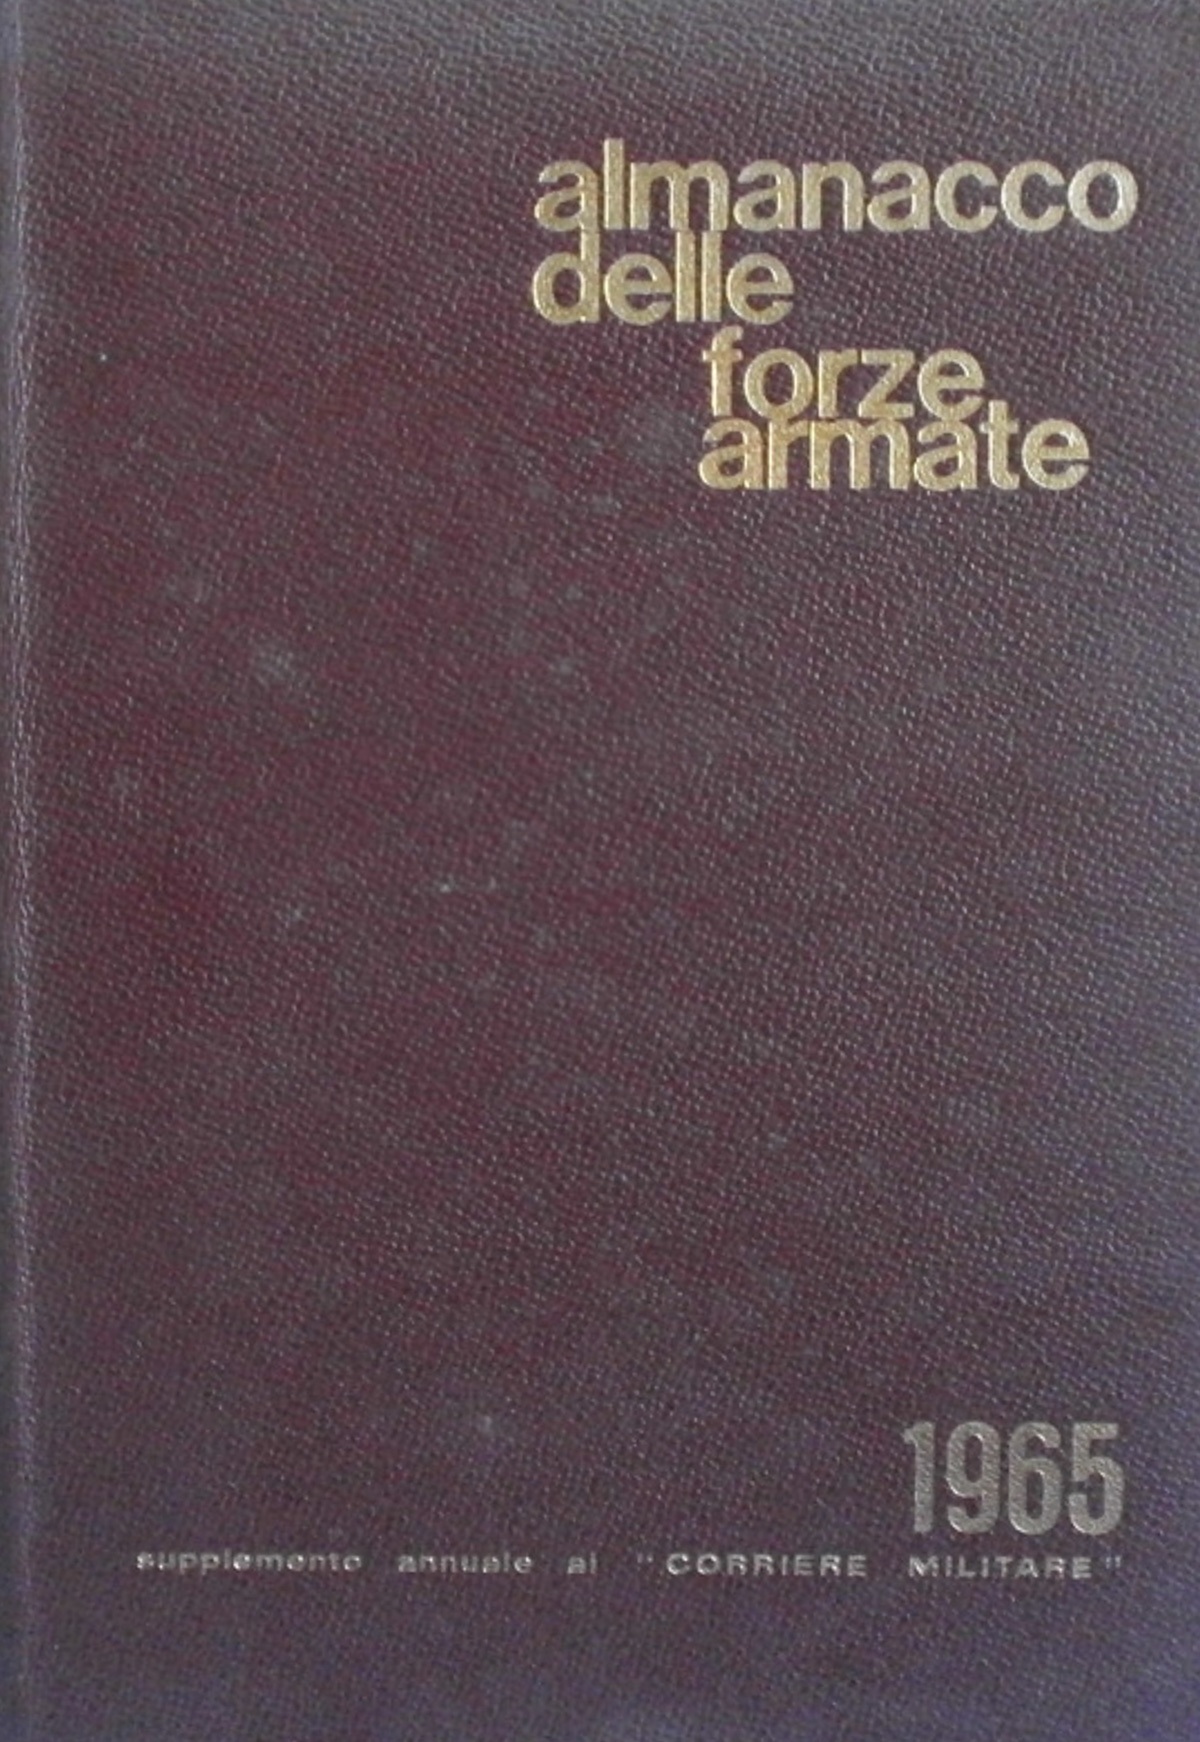 almanacco
delle
forze
armate
1965
supplemento annuale al "CORRIERE MILITARE"